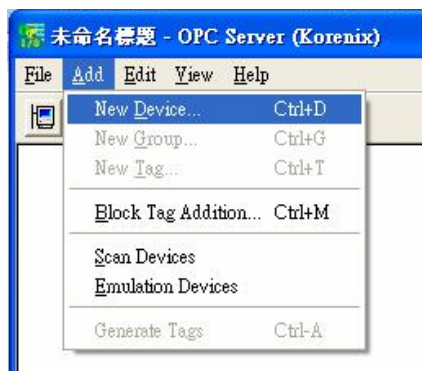 未命名標題 - OPC Server (Korenix)
File Add Edit View Help
New Device... Ctrl+D
New Group... Ctrl+G
New Tag... Ctrl+T
Block Tag Addition... Ctrl+M
Scan Devices
Emulation Devices
Generate Tags Ctrl-A